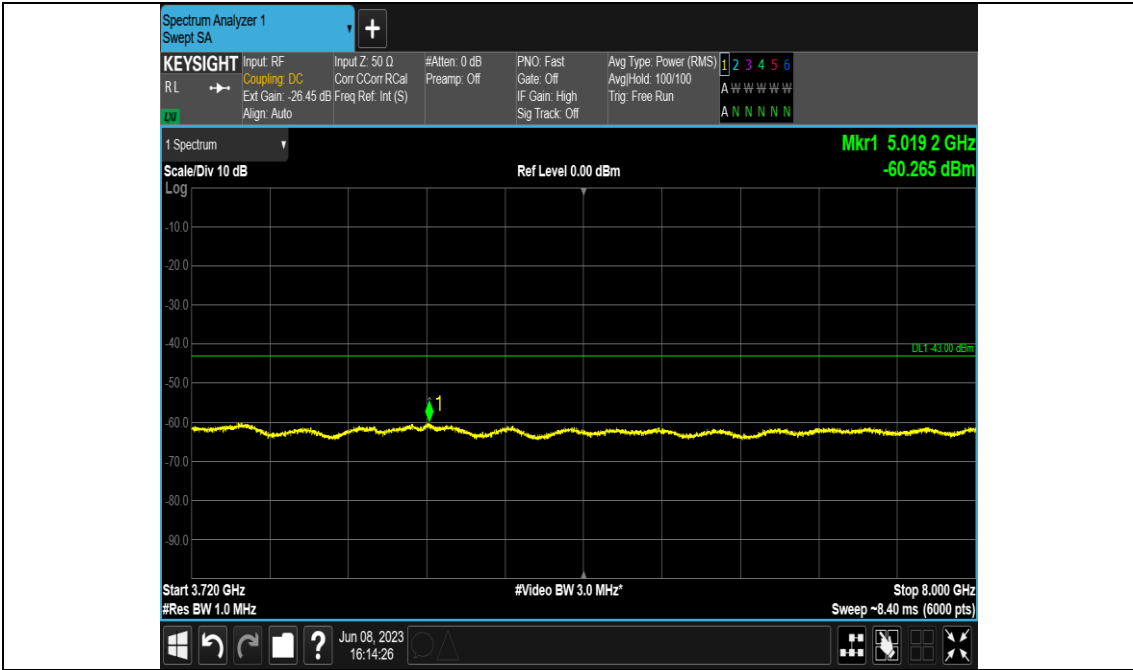 Spectrum Analyzer 1
Swept SA
+
KEYSIGHT
RL
LXI
Input: RF
Coupling: DC
Ext Gain: -26.45 dB
Align: Auto
Input Z: 50 Ω
Corr CCorr RCal
Freq Ref: Int (S)
#Atten: 0 dB
Preamp: Off
PNO: Fast
Gate: Off
IF Gain: High
Sig Track: Off
Avg Type: Power (RMS)
Avg|Hold: 100/100
Trig: Free Run
1 2 3 4 5 6
A W W W W W
A N N N N N
1 Spectrum
Mkr1 5.019 2 GHz
-60.265 dBm
Scale/Div 10 dB
Ref Level 0.00 dBm
Log
-10.0
-20.0
-30.0
-40.0
DL1 -43.00 dBm
-50.0
1
-60.0
-70.0
-80.0
-90.0
Start 3.720 GHz
#Video BW 3.0 MHz*
Stop 8.000 GHz
#Res BW 1.0 MHz
Sweep ~8.40 ms (6000 pts)
?
Jun 08, 2023
16:14:26